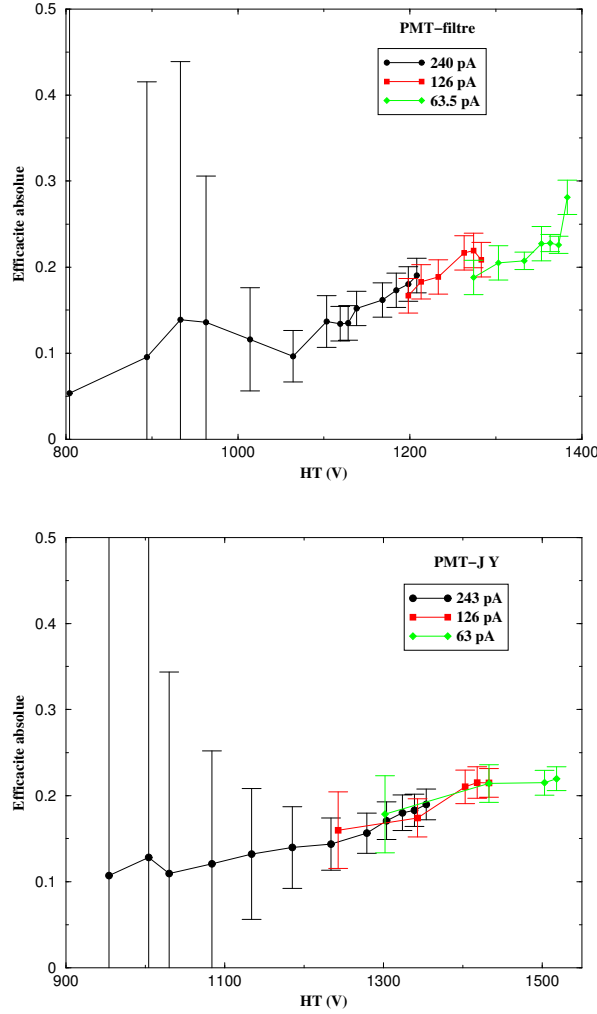 PMT-filtre
240 pA
126 pA
63.5 pA
0.5
0.4
0.3
0.2
0.1
0
Efficacite absolue
800
1000
1200
1400
HT (V)
PMT-J Y
243 pA
126 pA
63 pA
0.5
0.4
0.3
0.2
0.1
0
Efficacite absolue
900
1100
1300
1500
HT (V)